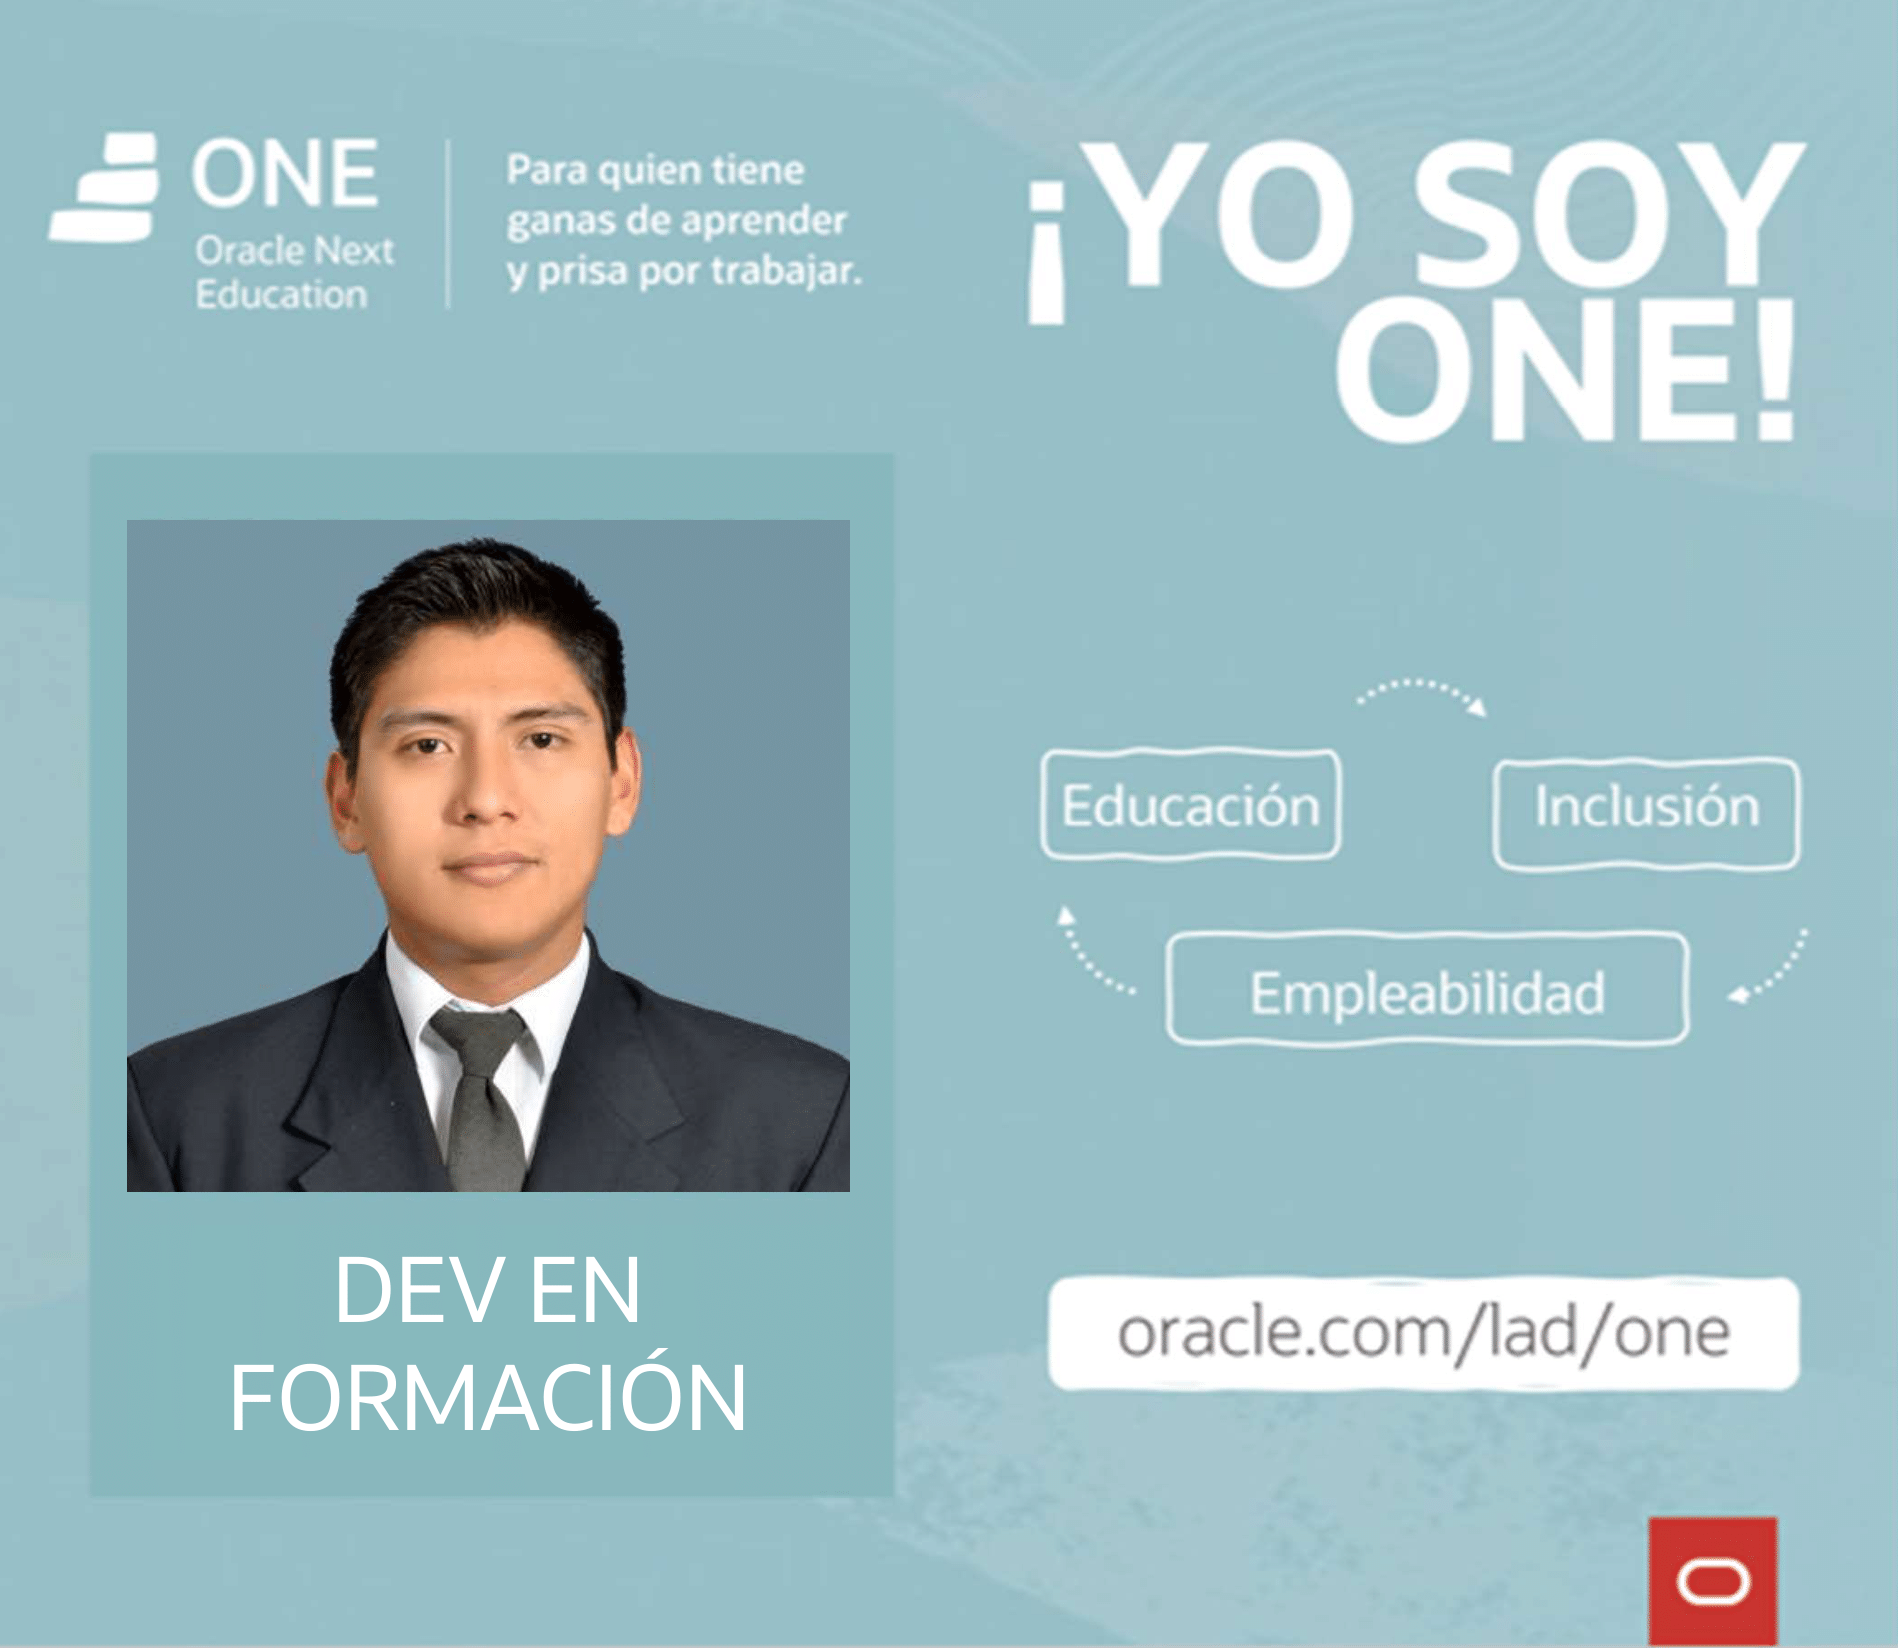 ONE
Oracle Next
Education
Para quien tiene
ganas de aprender
y prisa por trabajar.
¡YO SOY
ONE!
Educación
Inclusión
Empleabilidad
DEV EN
FORMACIÓN
oracle.com/lad/one